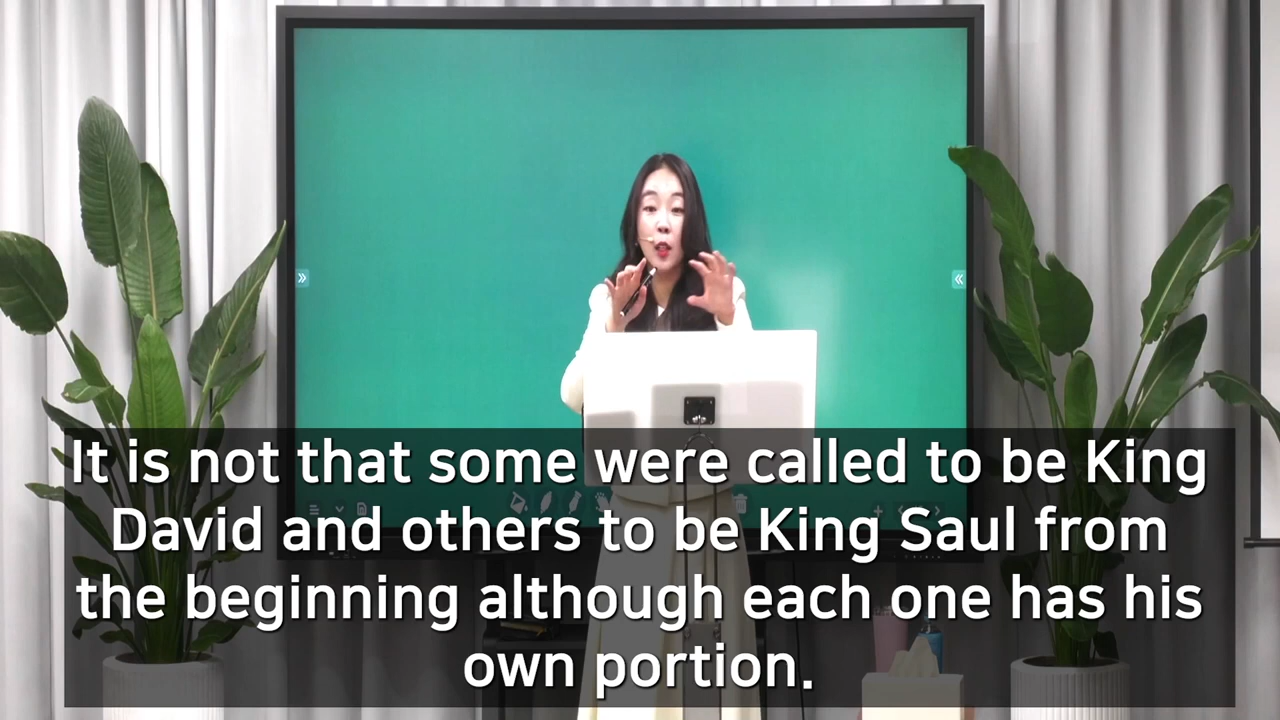 It is not that some were called to be King
David and others to be King Saul from
the beginning although each one has his
own portion.